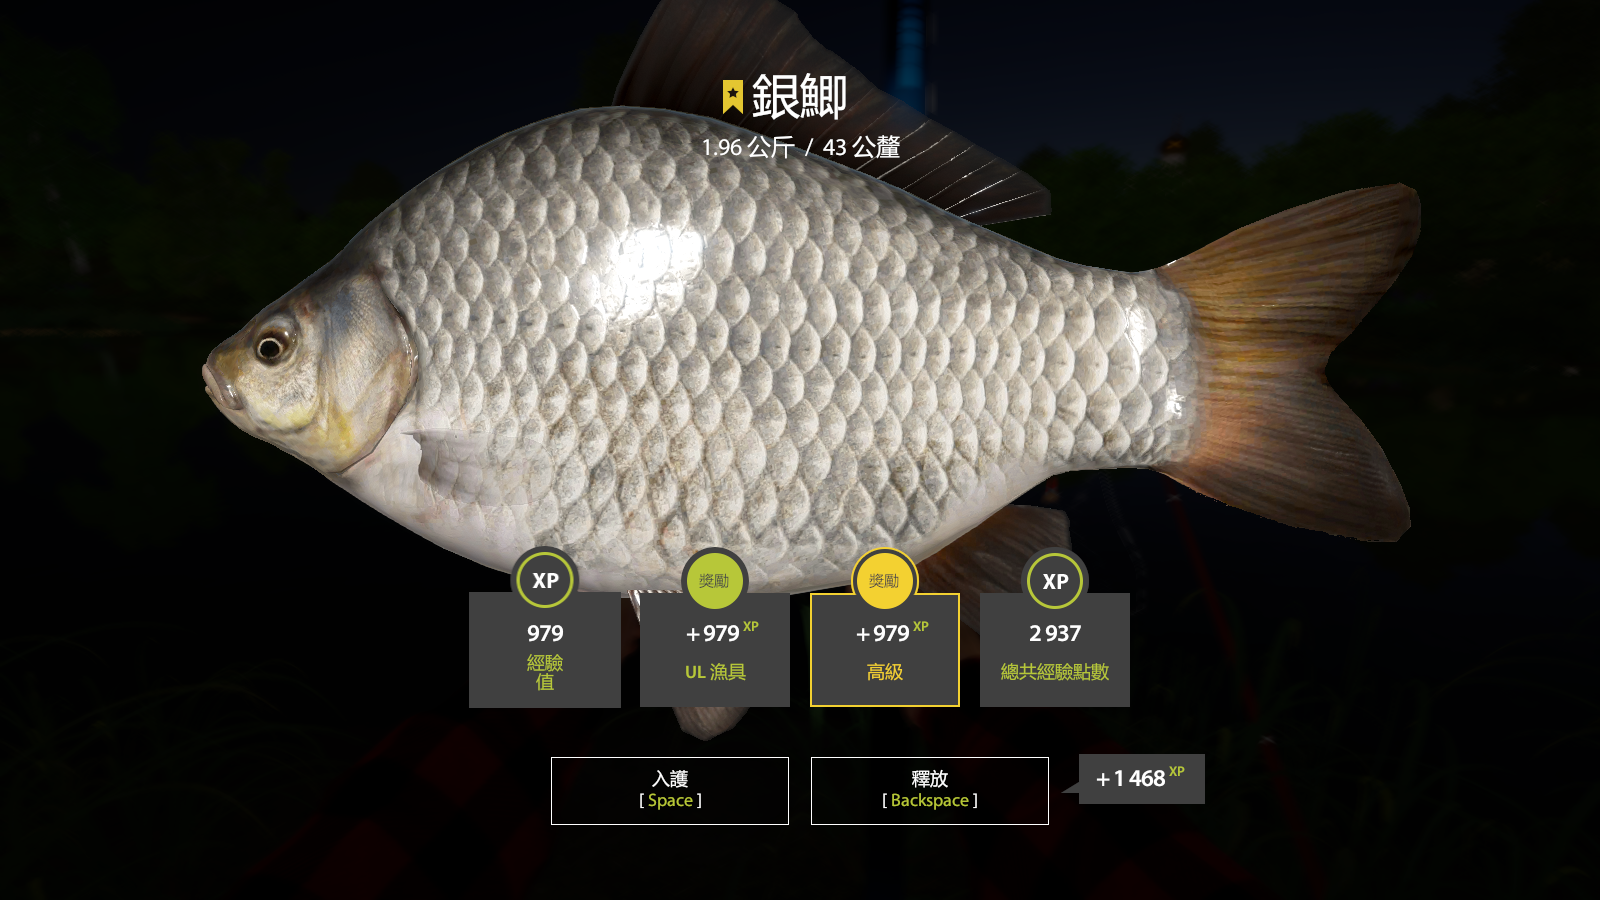 銀鯽
1.96 公斤 / 43 公釐
XP
979
經驗
值
獎勵
+979 XP
UL 漁具
獎勵
+979 XP
高級
XP
2 937
總共經驗點數
入護
[ Space ]
釋放
[ Backspace ]
+1 468 XP